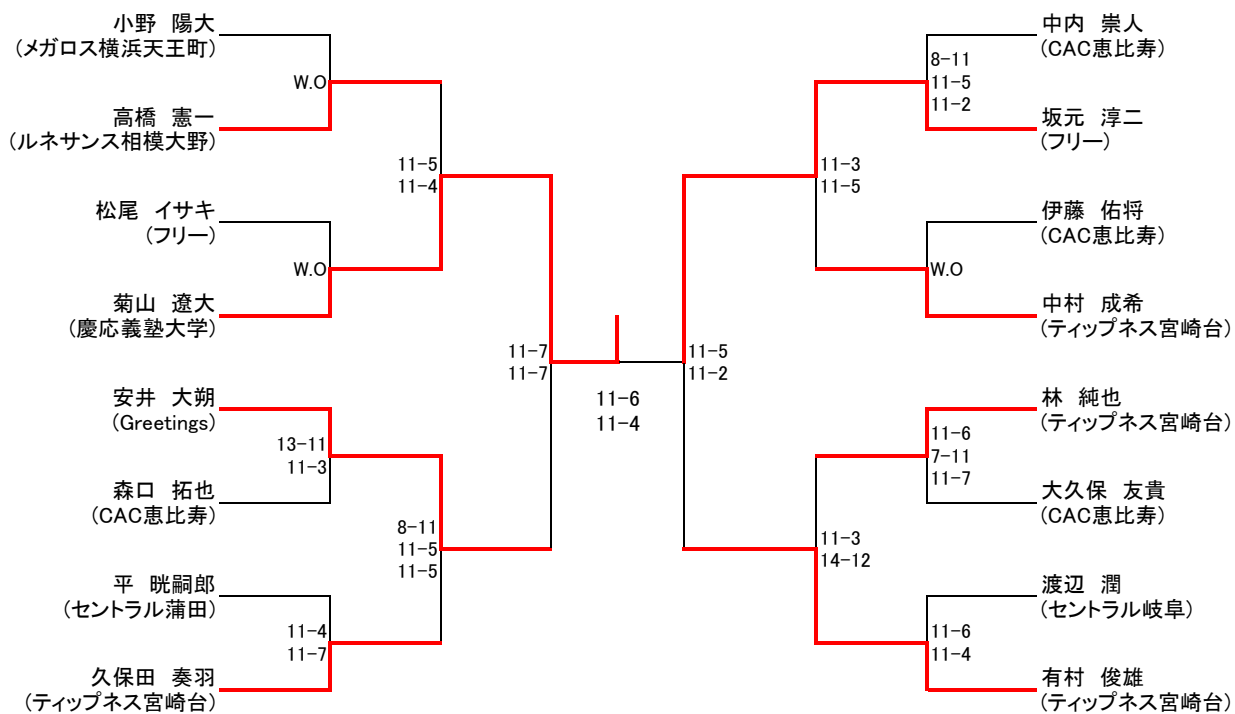 小野 陽大
(メガロス横浜天王町)
W.O
高橋 憲一
(ルネサンス相模大野)
11-5
11-4
松尾 イサキ
(フリー)
W.O
菊山 遼大
(慶応義塾大学)
11-7
11-7
安井 大朔
(Greetings)
13-11
11-3
森口 拓也
(CAC恵比寿)
8-11
11-5
11-5
平 晄嗣郎
(セントラル蒲田)
11-4
11-7
久保田 奏羽
(ティップネス宮崎台)
11-6
11-4
中内 崇人
(CAC恵比寿)
8-11
11-5
11-2
坂元 淳二
(フリー)
11-3
11-5
伊藤 佑将
(CAC恵比寿)
W.O
中村 成希
(ティップネス宮崎台)
11-5
11-2
林 純也
(ティップネス宮崎台)
11-6
7-11
11-7
大久保 友貴
(CAC恵比寿)
11-3
14-12
渡辺 潤
(セントラル岐阜)
11-6
11-4
有村 俊雄
(ティップネス宮崎台)